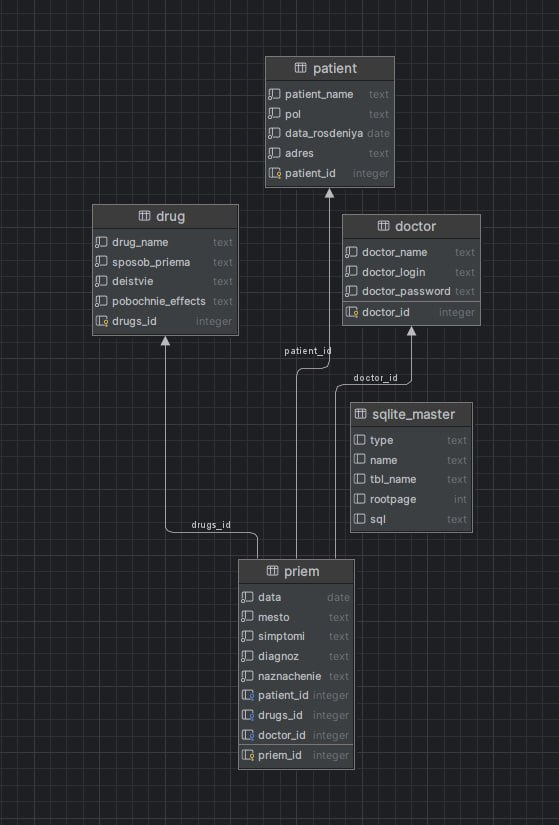 patient
patient_name text
pol text
data_rosdeniya date
adres text
patient_id integer
drug
drug_name text
sposob_priema text
deistvie text
pobochnie_effects text
drugs_id integer
doctor
doctor_name text
doctor_login text
doctor_password text
doctor_id integer
patient_id
doctor_id
sqlite_master
type text
name text
tbl_name text
rootpage int
sql text
drugs_id
priem
data date
mesto text
simptomi text
diagnoz text
naznachenie text
patient_id integer
drugs_id integer
doctor_id integer
priem_id integer